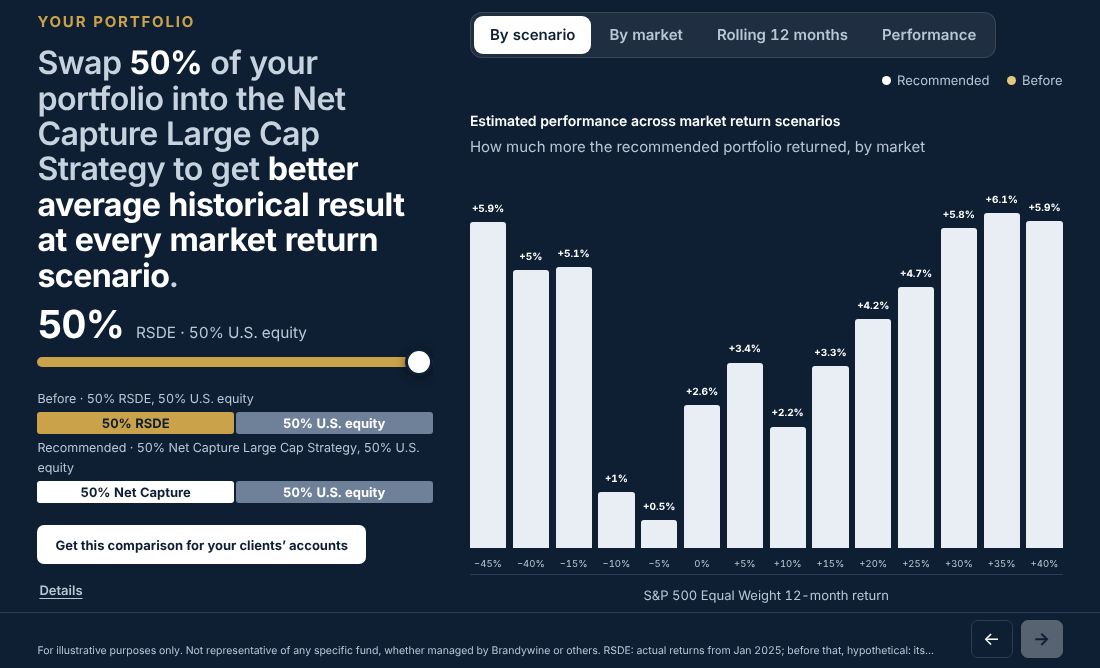 YOUR PORTFOLIO
Swap 50% of your
portfolio into the Net
Capture Large Cap
Strategy to get better
average historical result
at every market return
scenario.
50% RSDE · 50% U.S. equity
Before · 50% RSDE, 50% U.S. equity
50% RSDE 50% U.S. equity
Recommended · 50% Net Capture Large Cap Strategy, 50% U.S.
equity
50% Net Capture 50% U.S. equity
Get this comparison for your clients’ accounts
Details
By scenario By market Rolling 12 months Performance
Recommended Before
Estimated performance across market return scenarios
How much more the recommended portfolio returned, by market
+5.9% +5% +5.1% +1% +0.5% +2.6% +3.4% +2.2% +3.3% +4.2% +4.7% +5.8% +6.1% +5.9%
−45% −40% −15% −10% −5% 0% +5% +10% +15% +20% +25% +30% +35% +40%
S&P 500 Equal Weight 12-month return
For illustrative purposes only. Not representative of any specific fund, whether managed by Brandywine or others. RSDE: actual returns from Jan 2025; before that, hypothetical: its…
← →